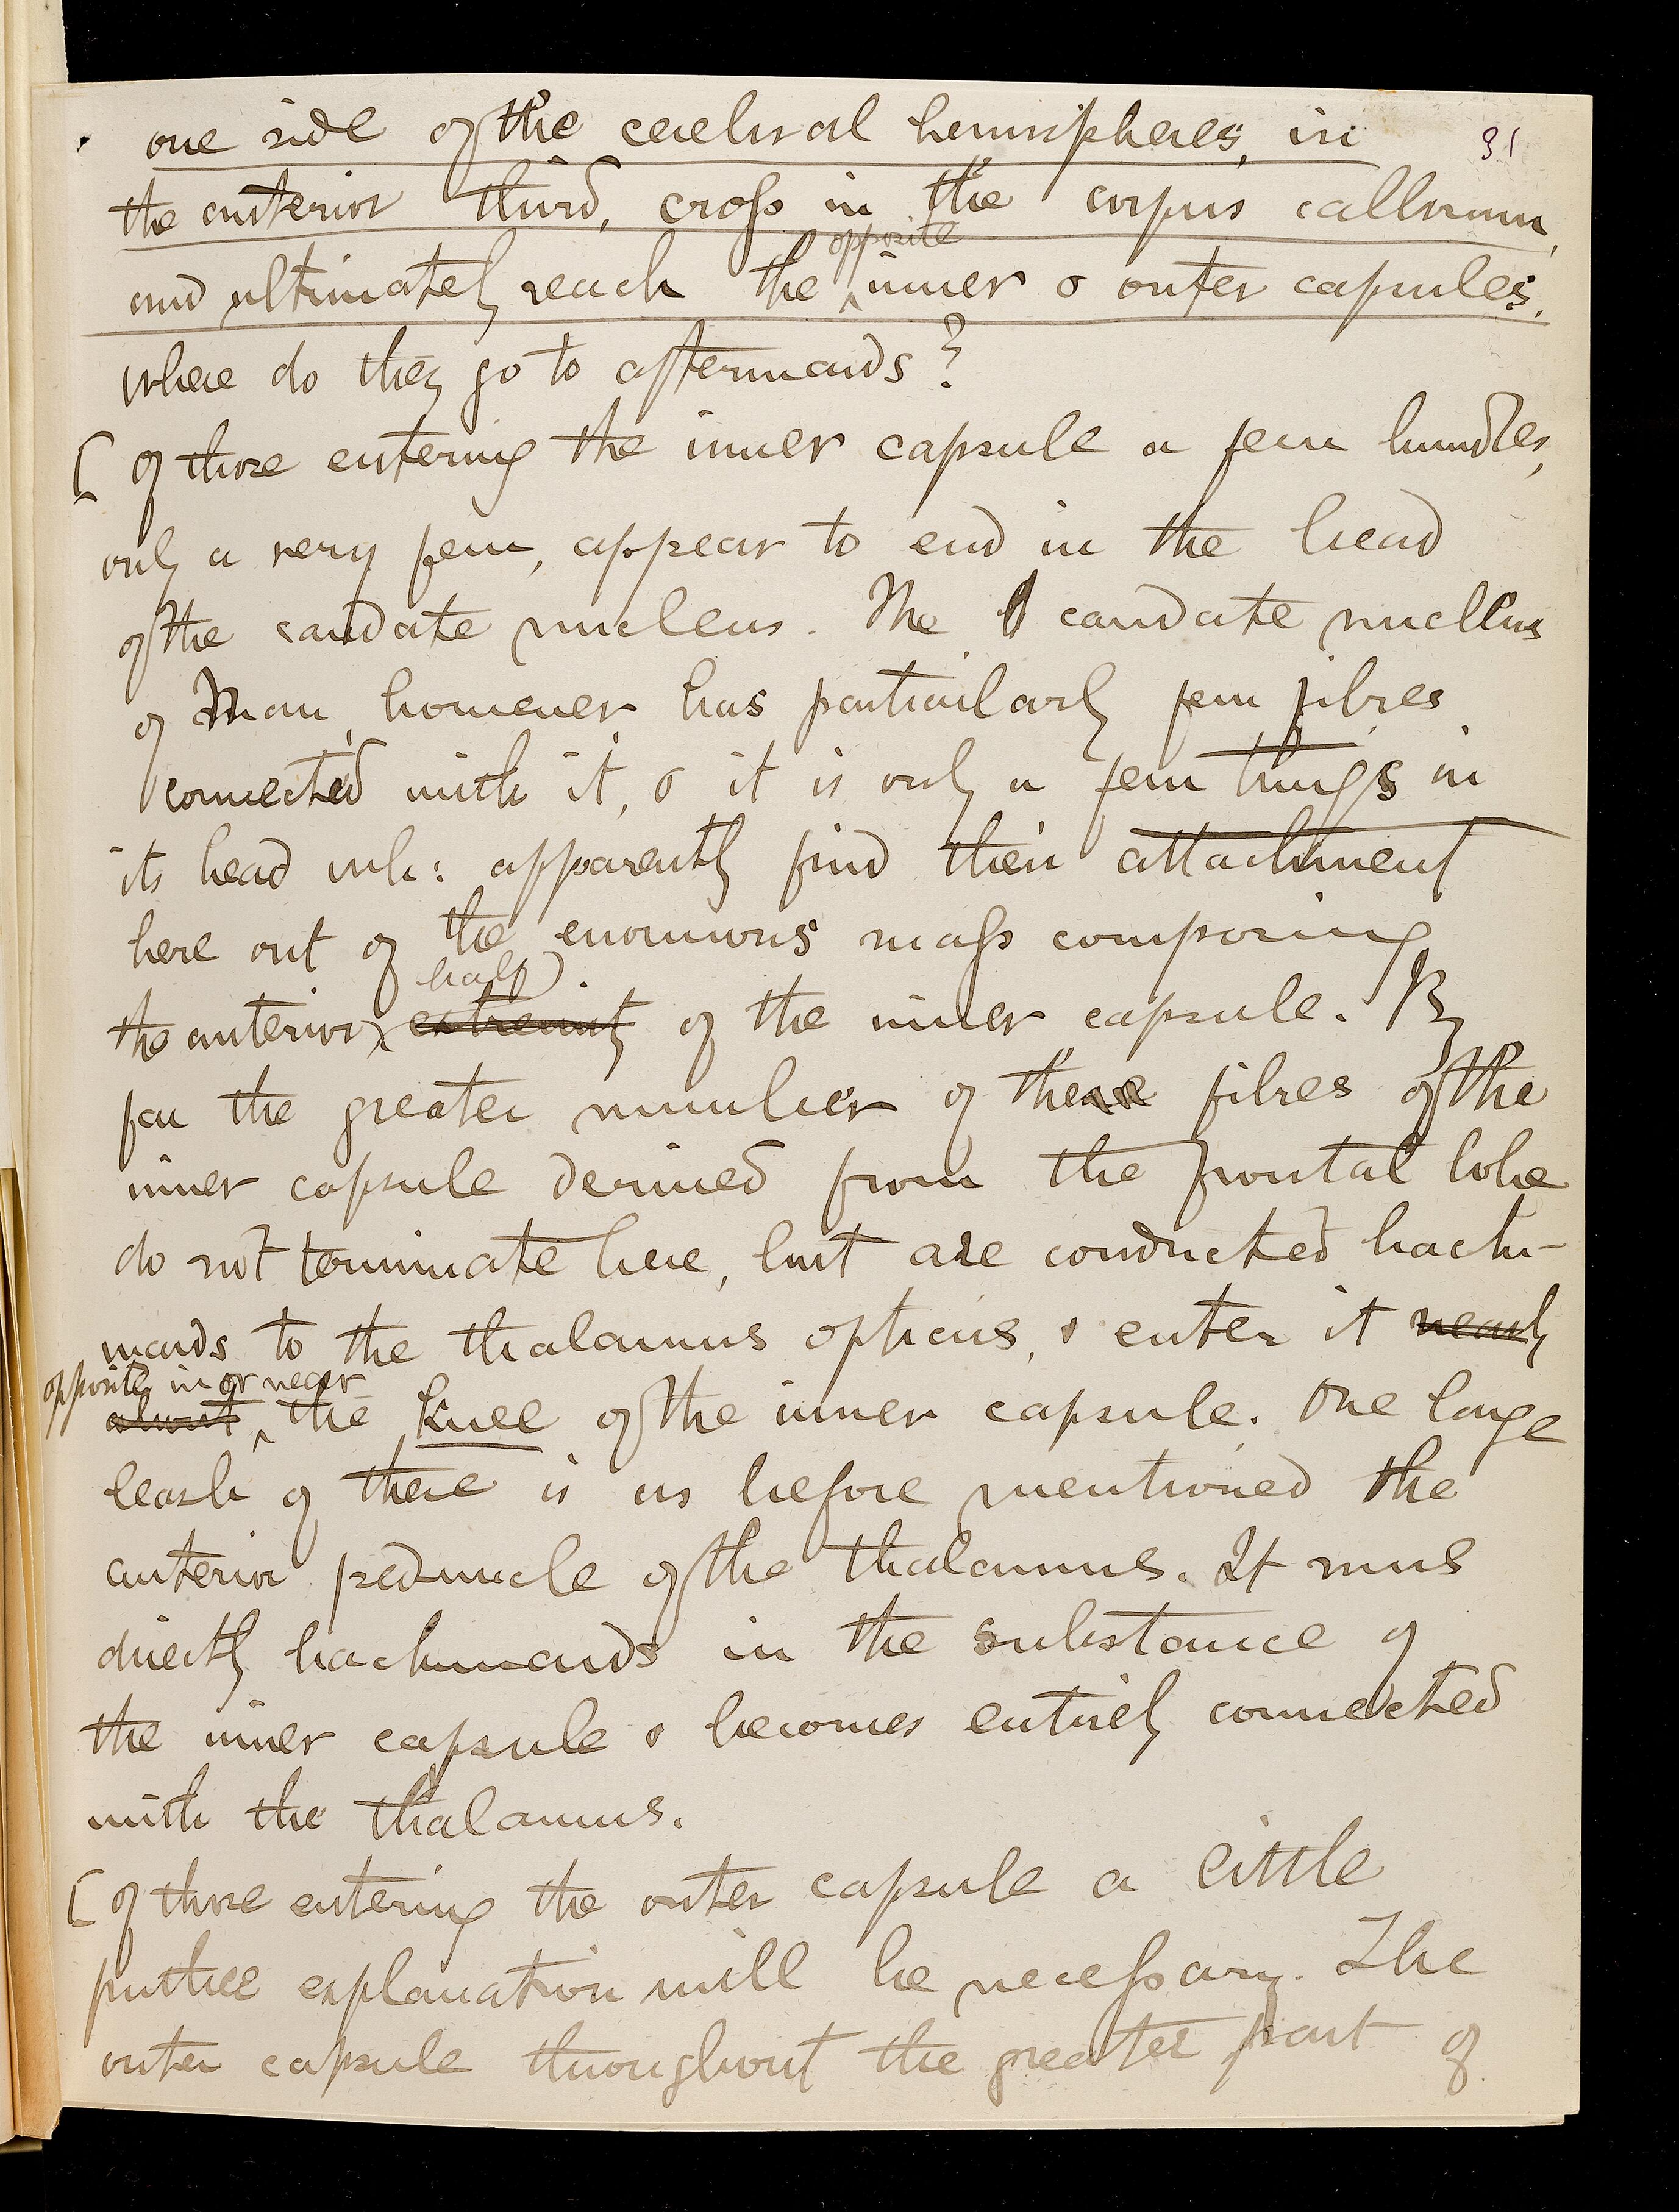 31
one side of the cerebral hemispheres, in
the anterior third, cross in the corpus callosum,
opposite
and ultimately reach the ^ inner & outer capsules.
where do they go to afterwards?
[ Of those entering the inner capsule a few bundles,
only a very few, appear to end in the head
of the caudate nucleus. The caudate nucleus
of Man, however has particularly few fibres
connected with it, & it is only a few things in
its head wh: apparently find their attachment
here out of the enormous mass composing
half
the anterior ^ extremity of the inner capsule. By
far the greater number of these fibres of the
inner capsule derived from the frontal lobe
do not terminate here, but are conducted back-
wards to the thalamus opticus, & enter it nearly
opposite, in or near
about ^ the knee of the inner capsule. One large
leash of these is as before mentioned the
anterior peduncle of the thalamus. It runs
directly backwards in the substance of
the inner capsule & becomes entirely connected
with the thalamus.
[ Of those entering the outer capsule a little
further explanation will be necessary. The
outer capsule throughout the greater part of